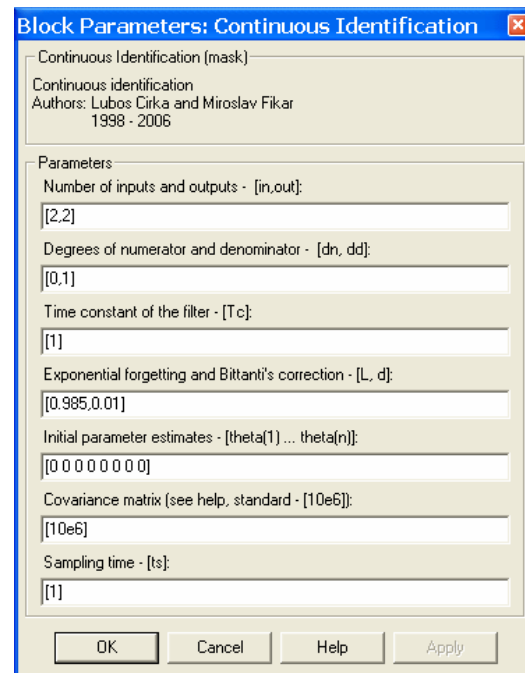 Block Parameters: Continuous Identification
Continuous Identification (mask)
Continuous identification
Authors: Lubos Cirka and Miroslav Fikar
1998 - 2006
Parameters
Number of inputs and outputs - [in,out]:
[2,2]
Degrees of numerator and denominator - [dn, dd]:
[0,1]
Time constant of the filter - [Tc]:
[1]
Exponential forgetting and Bittanti's correction - [L, d]:
[0.985,0.01]
Initial parameter estimates - [theta(1) ... theta(n)]:
[0 0 0 0 0 0 0 0]
Covariance matrix (see help, standard - [10e6]):
[10e6]
Sampling time - [ts]:
[1]
OK Cancel Help Apply